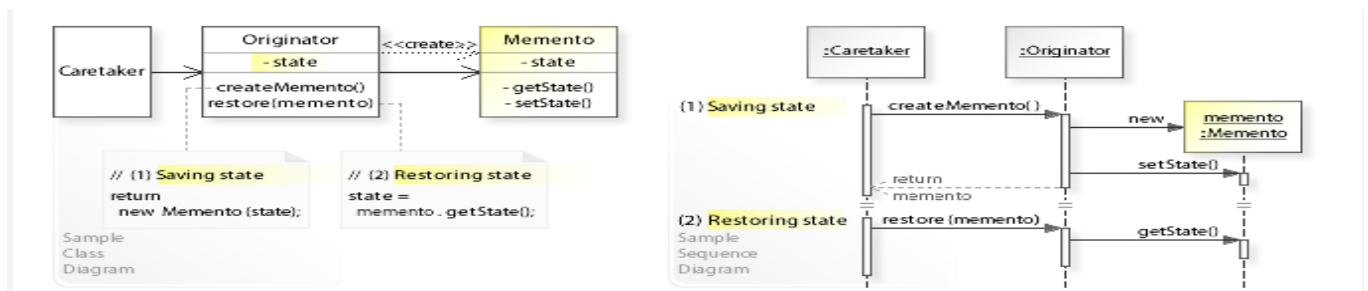 Caretaker
Originator
- state
createMemento()
restore(memento)
<<create>>
Memento
- state
- getState()
- setState()
// (1) Saving state
return
new Memento (state);
// (2) Restoring state
state =
memento . getState();
Sample
Class
Diagram
:Caretaker
:Originator
(1) Saving state
createMemento()
new
memento
:Memento
setState()
return
memento
(2) Restoring state
restore (memento)
getState()
Sample
Sequence
Diagram